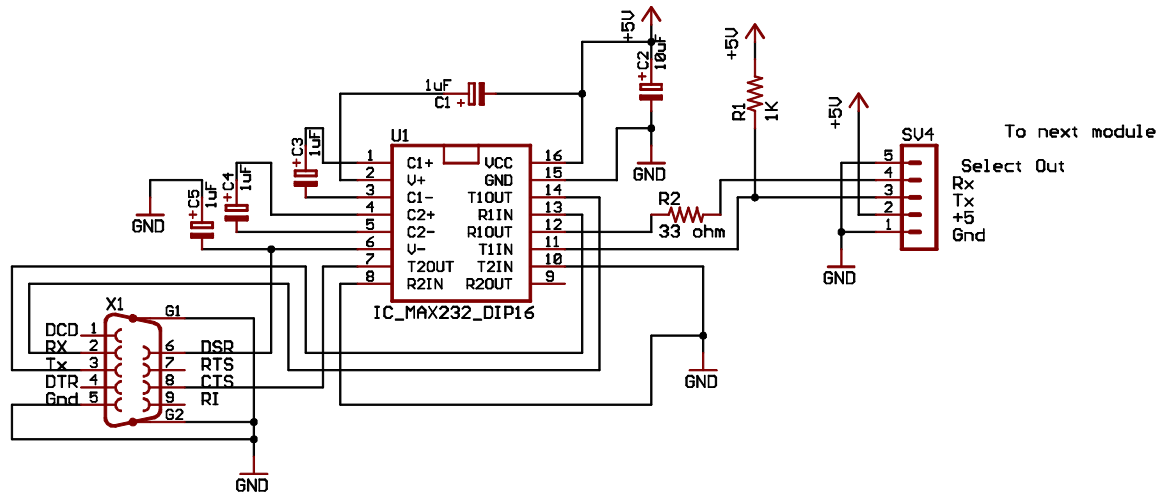 +5V
+5V
+5V
1uF
C1 +
+C2
10uF
R1
1K
+C3
1uF
+C4
1uF
+C5
1uF
GND
U1
1 C1+ VCC 16
2 V+ GND 15
3 C1- T1OUT 14
4 C2+ R1IN 13
5 C2- R1OUT 12
6 V- T1IN 11
7 T2OUT T2IN 10
8 R2IN R2OUT 9
IC_MAX232_DIP16
GND
R2
33 ohm
SV4
To next module
5 Select Out
4 Rx
3 Tx
2 +5
1 Gnd
GND
GND
X1
G1
DCD 1
RX 2
Tx 3
DTR 4
Gnd 5
6 DSR
7 RTS
8 CTS
9 RI
G2
GND